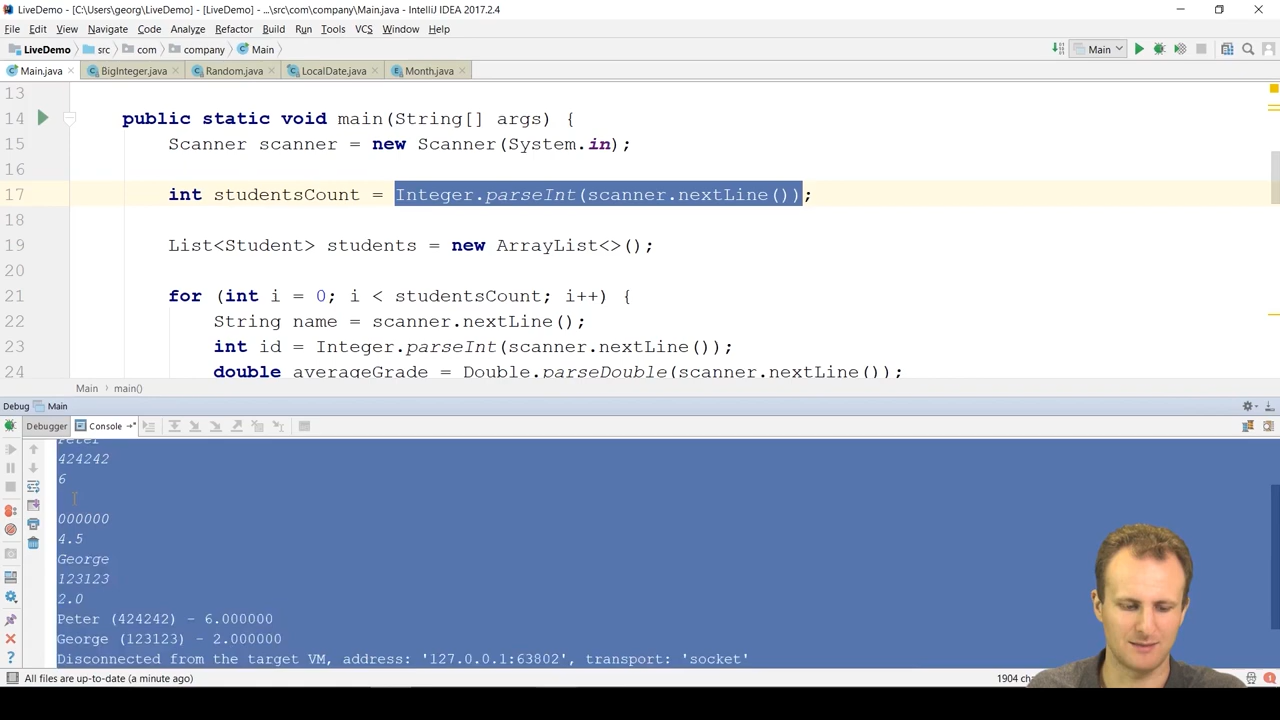 LiveDemo - [C:\Users\georg\LiveDemo] - [LiveDemo] - ...\src\com\company\Main.java - IntelliJ IDEA 2017.2.4
File Edit View Navigate Code Analyze Refactor Build Run Tools VCS Window Help
LiveDemo src com company Main Main
Main.java BigInteger.java Random.java LocalDate.java Month.java
13
14 public static void main(String[] args) {
15 Scanner scanner = new Scanner(System.in);
16
17 int studentsCount = Integer.parseInt(scanner.nextLine());
18
19 List<Student> students = new ArrayList<>();
20
21 for (int i = 0; i < studentsCount; i++) {
22 String name = scanner.nextLine();
23 int id = Integer.parseInt(scanner.nextLine());
24 double averageGrade = Double.parseDouble(scanner.nextLine());
Main main()
Debug Main
Debugger Console
Peter
424242
6
000000
4.5
George
123123
2.0
Peter (424242) - 6.000000
George (123123) - 2.000000
Disconnected from the target VM, address: '127.0.0.1:63802', transport: 'socket'
All files are up-to-date (a minute ago) 1904